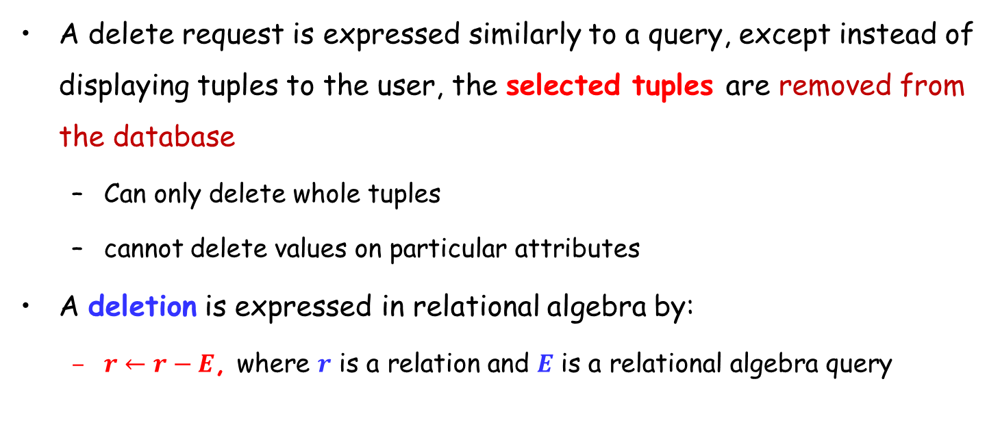 • A delete request is expressed similarly to a query, except instead of
displaying tuples to the user, the selected tuples are removed from
the database
– Can only delete whole tuples
– cannot delete values on particular attributes
• A deletion is expressed in relational algebra by:
– r ← r − E, where r is a relation and E is a relational algebra query